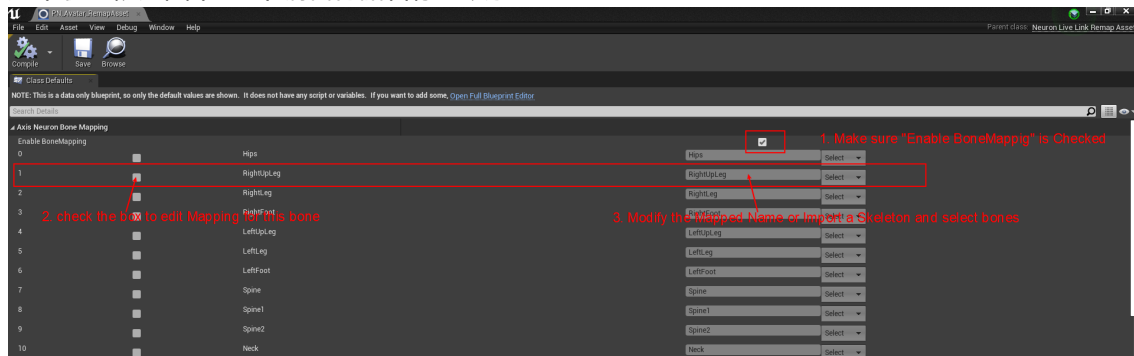 PN.Avatar.RemapAsset
File Edit Asset View Debug Window Help
Parent class: Neuron Live Link Remap Asse
Compile Save Browse
Class Defaults
NOTE: This is a data only blueprint, so only the default values are shown. It does not have any script or variables. If you want to add some, Open Full Blueprint Editor
Search Details
Axis Neuron Bone Mapping
Enable BoneMapping
1. Make sure "Enable BoneMappig" is Checked
0 Hips Hips Select
1 RightUpLeg RightUpLeg Select
2 RightLeg RightLeg Select
3 RightFoot RightFoot Select
2. check the box to edit Mapping for this bone
3. Modify the Mapped Name or Import a Skeleton and select bones
4 LeftUpLeg LeftUpLeg Select
5 LeftLeg LeftLeg Select
6 LeftFoot LeftFoot Select
7 Spine Spine Select
8 Spine1 Spine1 Select
9 Spine2 Spine2 Select
10 Neck Neck Select